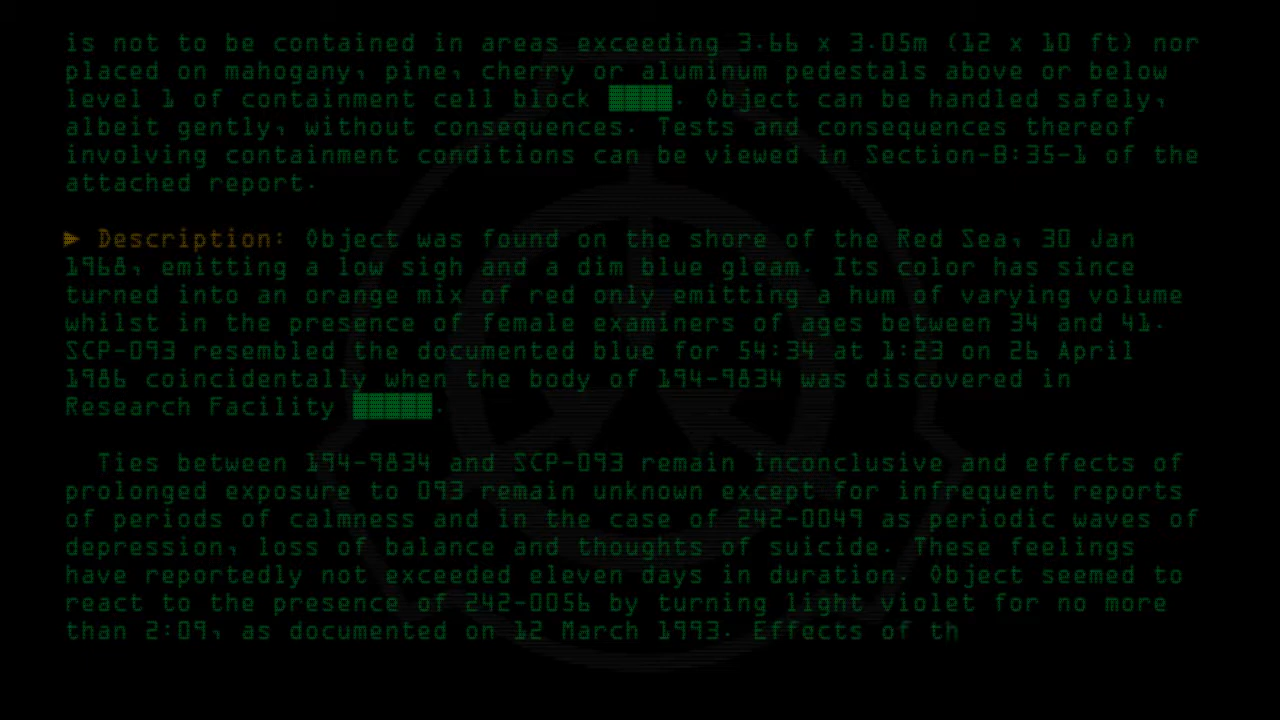 is not to be contained in areas exceeding 3.66 x 3.05m (12 x 10 ft) nor
placed on mahogany, pine, cherry or aluminum pedestals above or below
level 1 of containment cell block ████. Object can be handled safely,
albeit gently, without consequences. Tests and consequences thereof
involving containment conditions can be viewed in Section-B:35-1 of the
attached report.
► Description: Object was found on the shore of the Red Sea, 30 Jan
1968, emitting a low sigh and a dim blue gleam. Its color has since
turned into an orange mix of red only emitting a hum of varying volume
whilst in the presence of female examiners of ages between 34 and 41.
SCP-093 resembled the documented blue for 54:34 at 1:23 on 26 April
1986 coincidentally when the body of 194-9834 was discovered in
Research Facility █████.
Ties between 194-9834 and SCP-093 remain inconclusive and effects of
prolonged exposure to 093 remain unknown except for infrequent reports
of periods of calmness and in the case of 242-0049 as periodic waves of
depression, loss of balance and thoughts of suicide. These feelings
have reportedly not exceeded eleven days in duration. Object seemed to
react to the presence of 242-0056 by turning light violet for no more
than 2:09, as documented on 12 March 1993. Effects of th